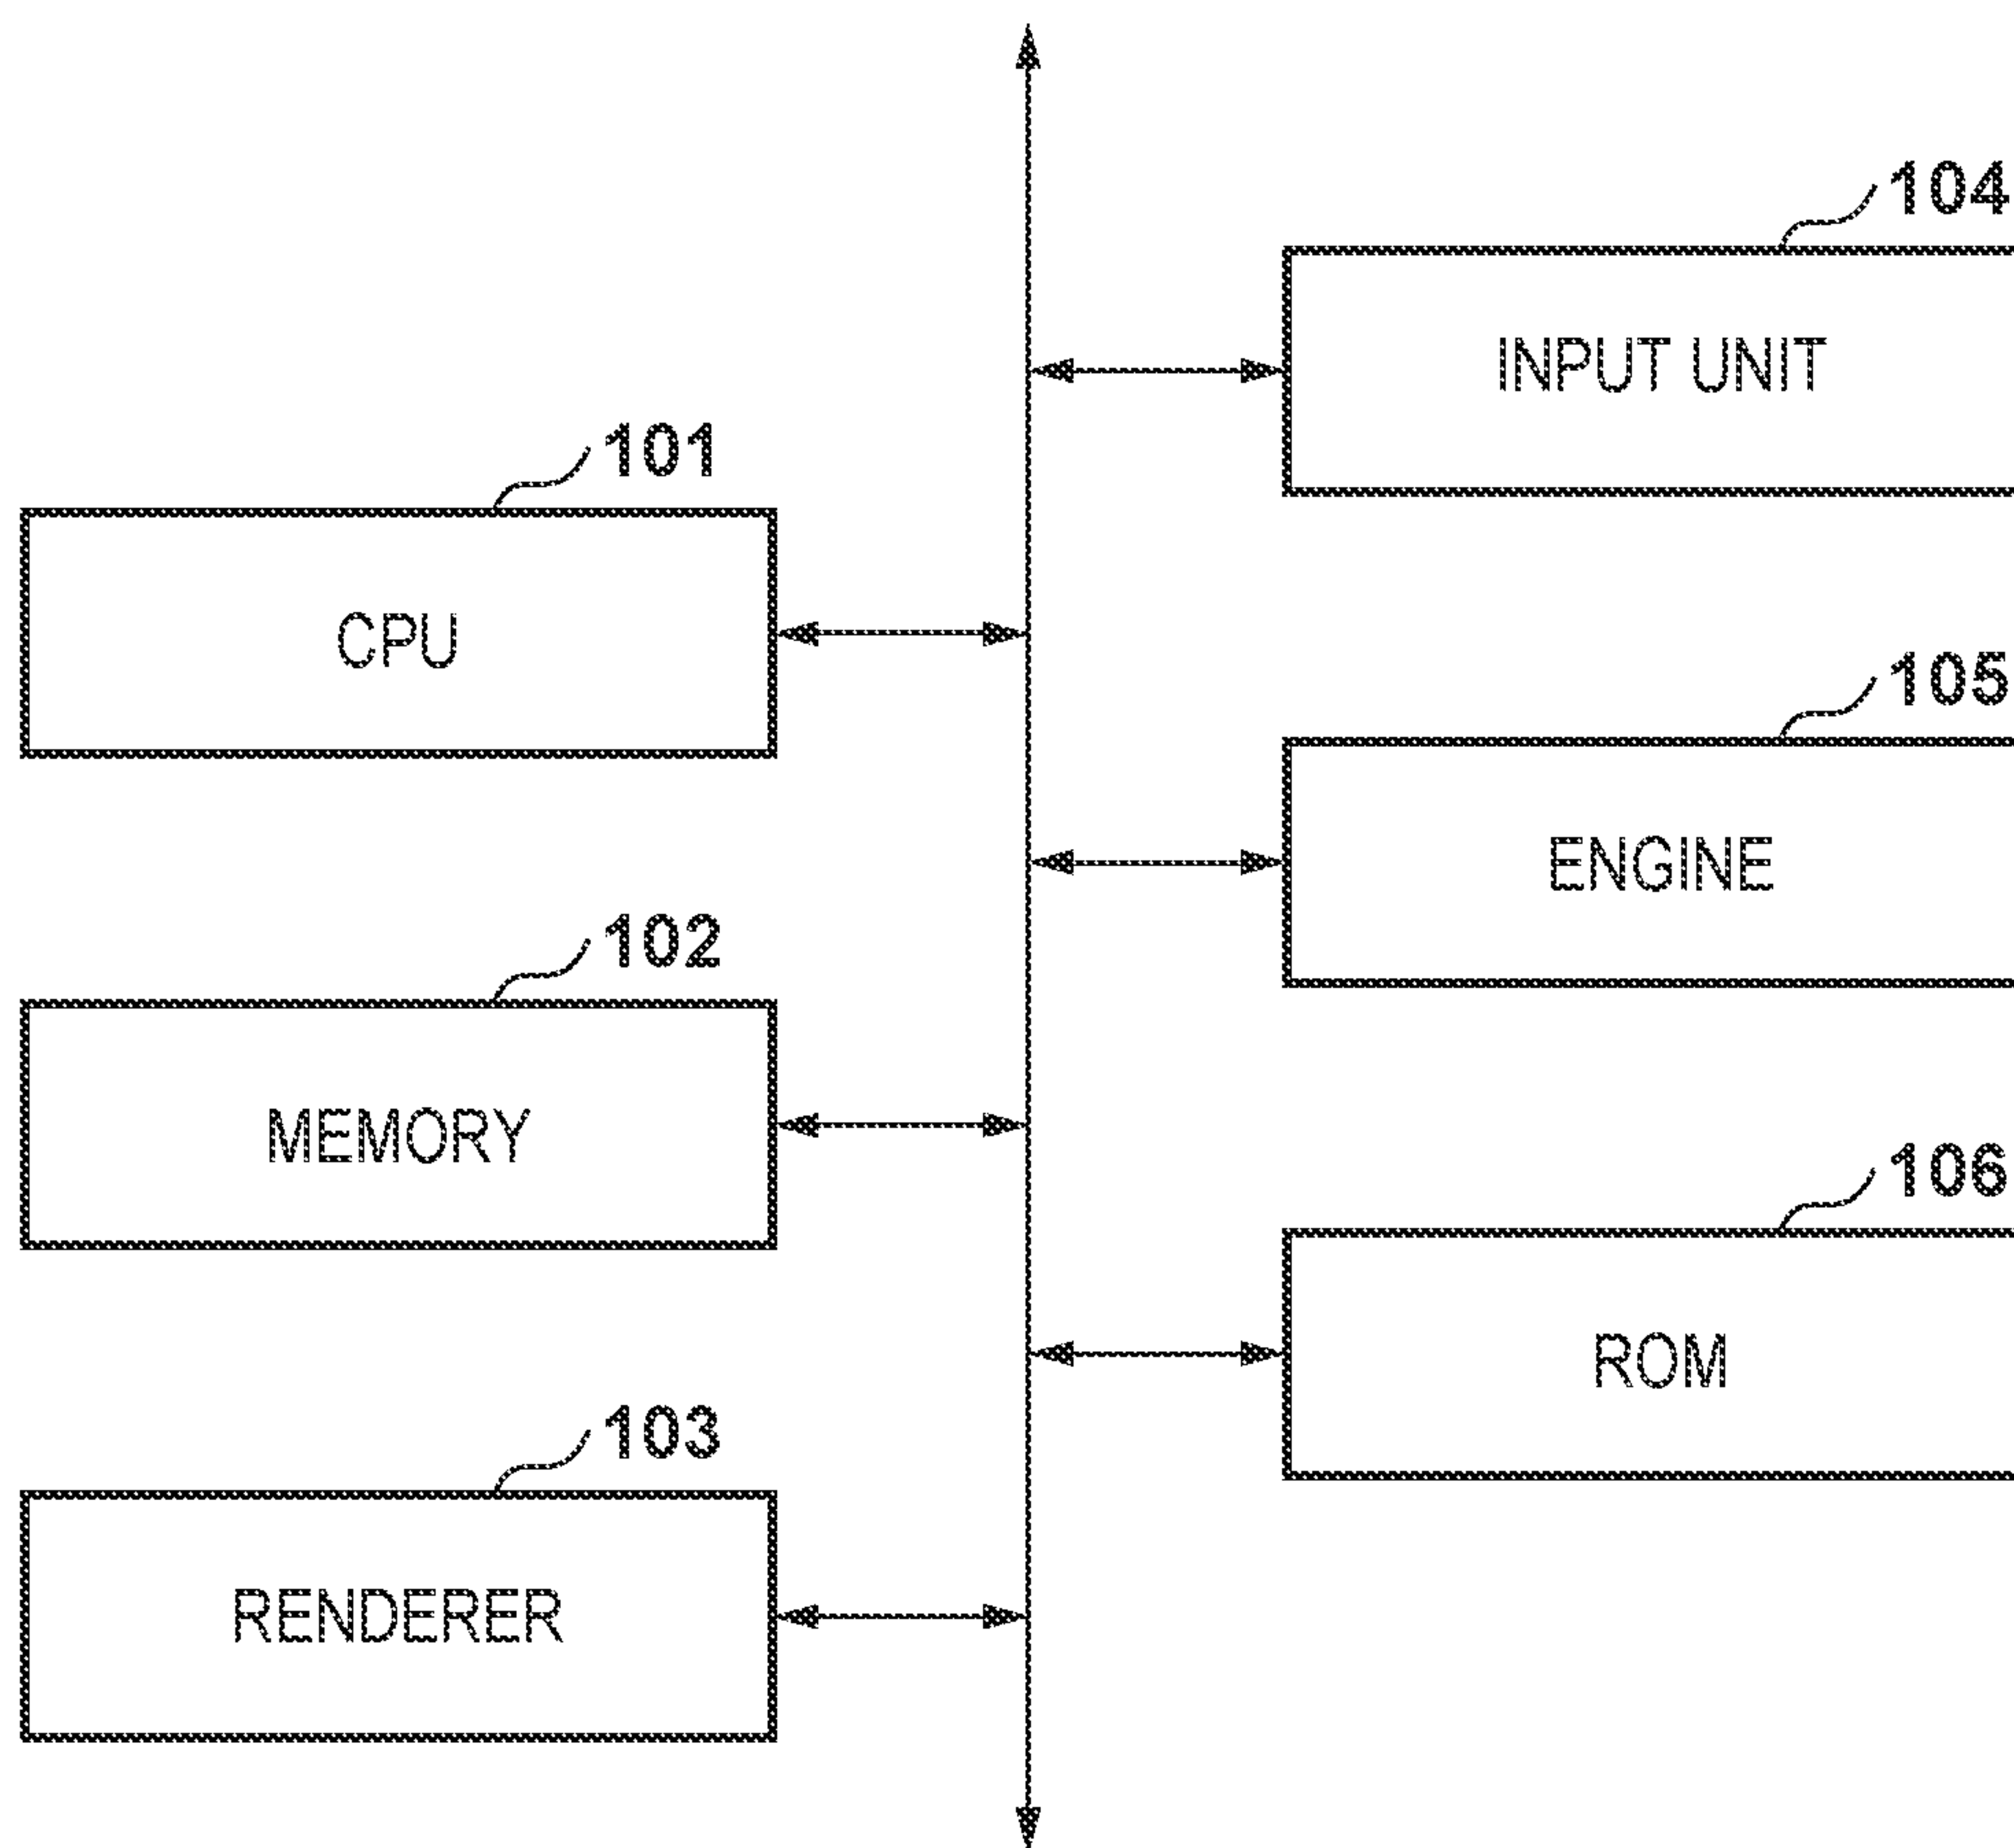 104
INPUT UNIT
101
CPU
105
ENGINE
102
MEMORY
106
ROM
103
RENDERER